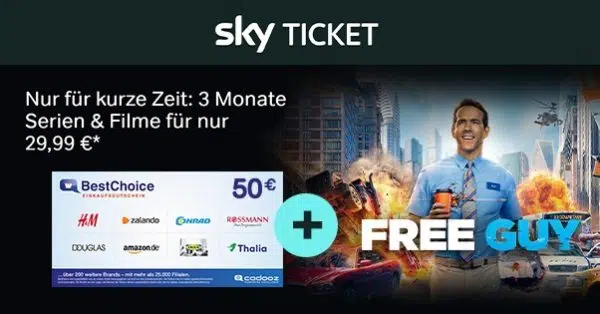 sky TICKET
Nur für kurze Zeit: 3 Monate
Serien & Filme für nur
29,99 €*
BestChoice
EINKAUFSGUTSCHEIN
50€
H&M
zalando
CONRAD
ROSSMANN
DOUGLAS
amazon.de
Thalia
...über 200 weitere Brands – mit mehr als 25.000 Filialen.
cadooz
+
FREE GUY